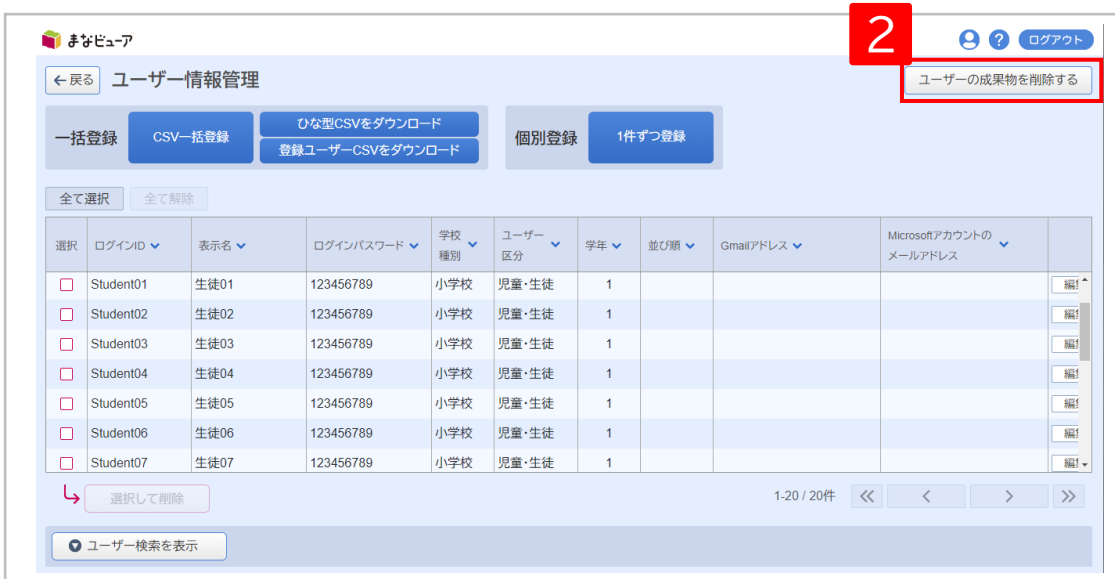 2
まなビューア
? ログアウト
←戻る ユーザー情報管理 ユーザーの成果物を削除する
一括登録 CSV一括登録 ひな型CSVをダウンロード 個別登録 1件ずつ登録
登録ユーザーCSVをダウンロード
全て選択 全て解除
選択 ログインID 表示名 ログインパスワード 学校種別 ユーザー区分 学年 並び順 Gmailアドレス Microsoftアカウントのメールアドレス
Student01 生徒01 123456789 小学校 児童・生徒 1
Student02 生徒02 123456789 小学校 児童・生徒 1
Student03 生徒03 123456789 小学校 児童・生徒 1
Student04 生徒04 123456789 小学校 児童・生徒 1
Student05 生徒05 123456789 小学校 児童・生徒 1
Student06 生徒06 123456789 小学校 児童・生徒 1
Student07 生徒07 123456789 小学校 児童・生徒 1
選択して削除 1-20 / 20件
ユーザー検索を表示